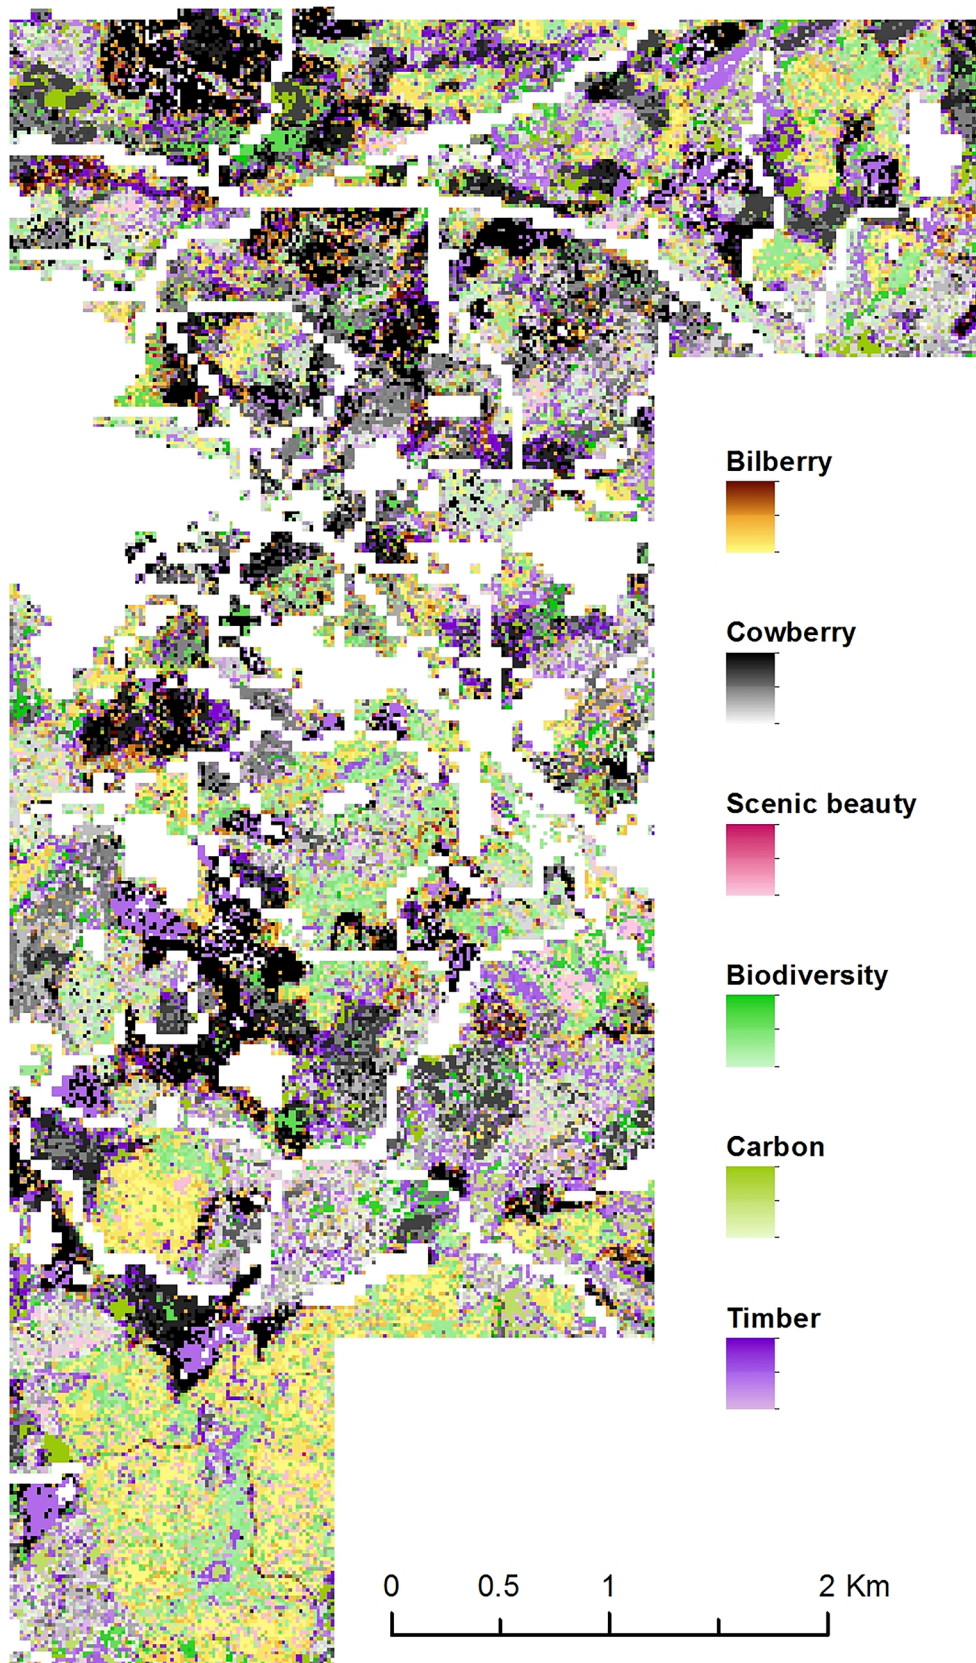 Bilberry
Cowberry
Scenic beauty
Biodiversity
Carbon
Timber
0 0.5 1 2 Km